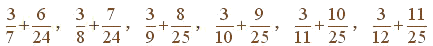 3/7 + 6/24 , 3/8 + 7/24 , 3/9 + 8/25 , 3/10 + 9/25 , 3/11 + 10/25 , 3/12 + 11/25